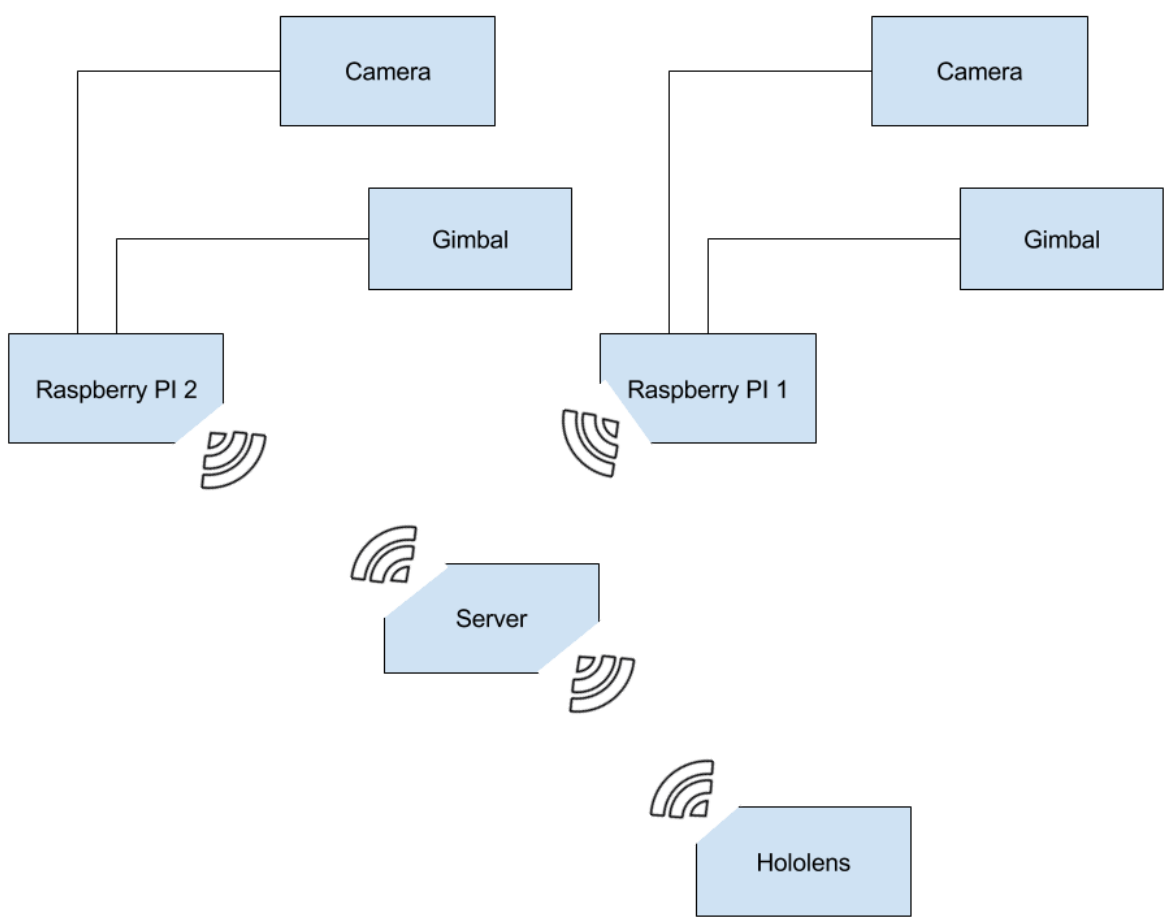 Camera
Camera
Gimbal
Gimbal
Raspberry PI 2
Raspberry PI 1
Server
Hololens